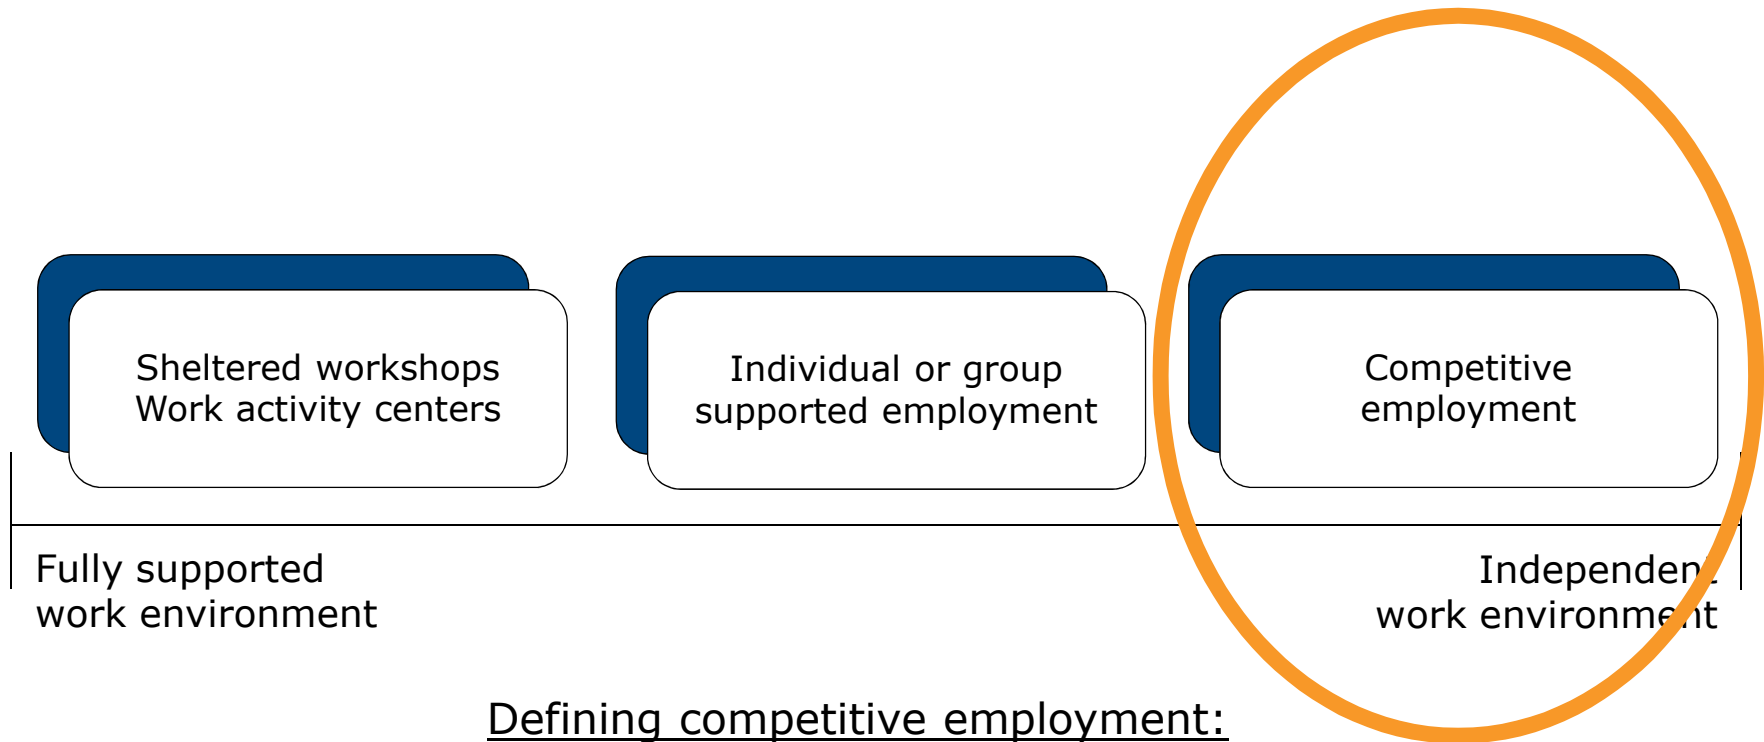 Sheltered workshops
Work activity centers
Individual or group
supported employment
Competitive
employment
Fully supported
work environment
Independent
work environment
Defining competitive employment: